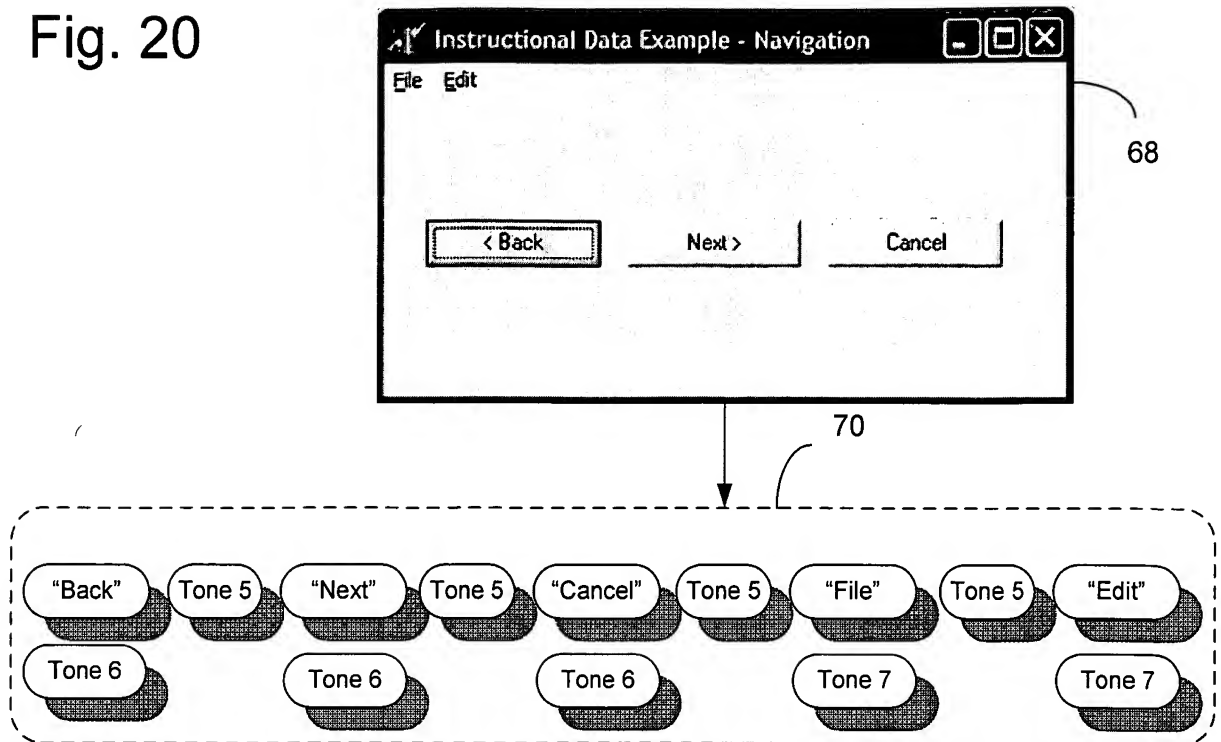 Fig. 20
Instructional Data Example - Navigation
File Edit
68
< Back Next > Cancel
70
“Back” Tone 5 “Next” Tone 5 “Cancel” Tone 5 “File” Tone 5 “Edit”
Tone 6 Tone 6 Tone 6 Tone 7 Tone 7